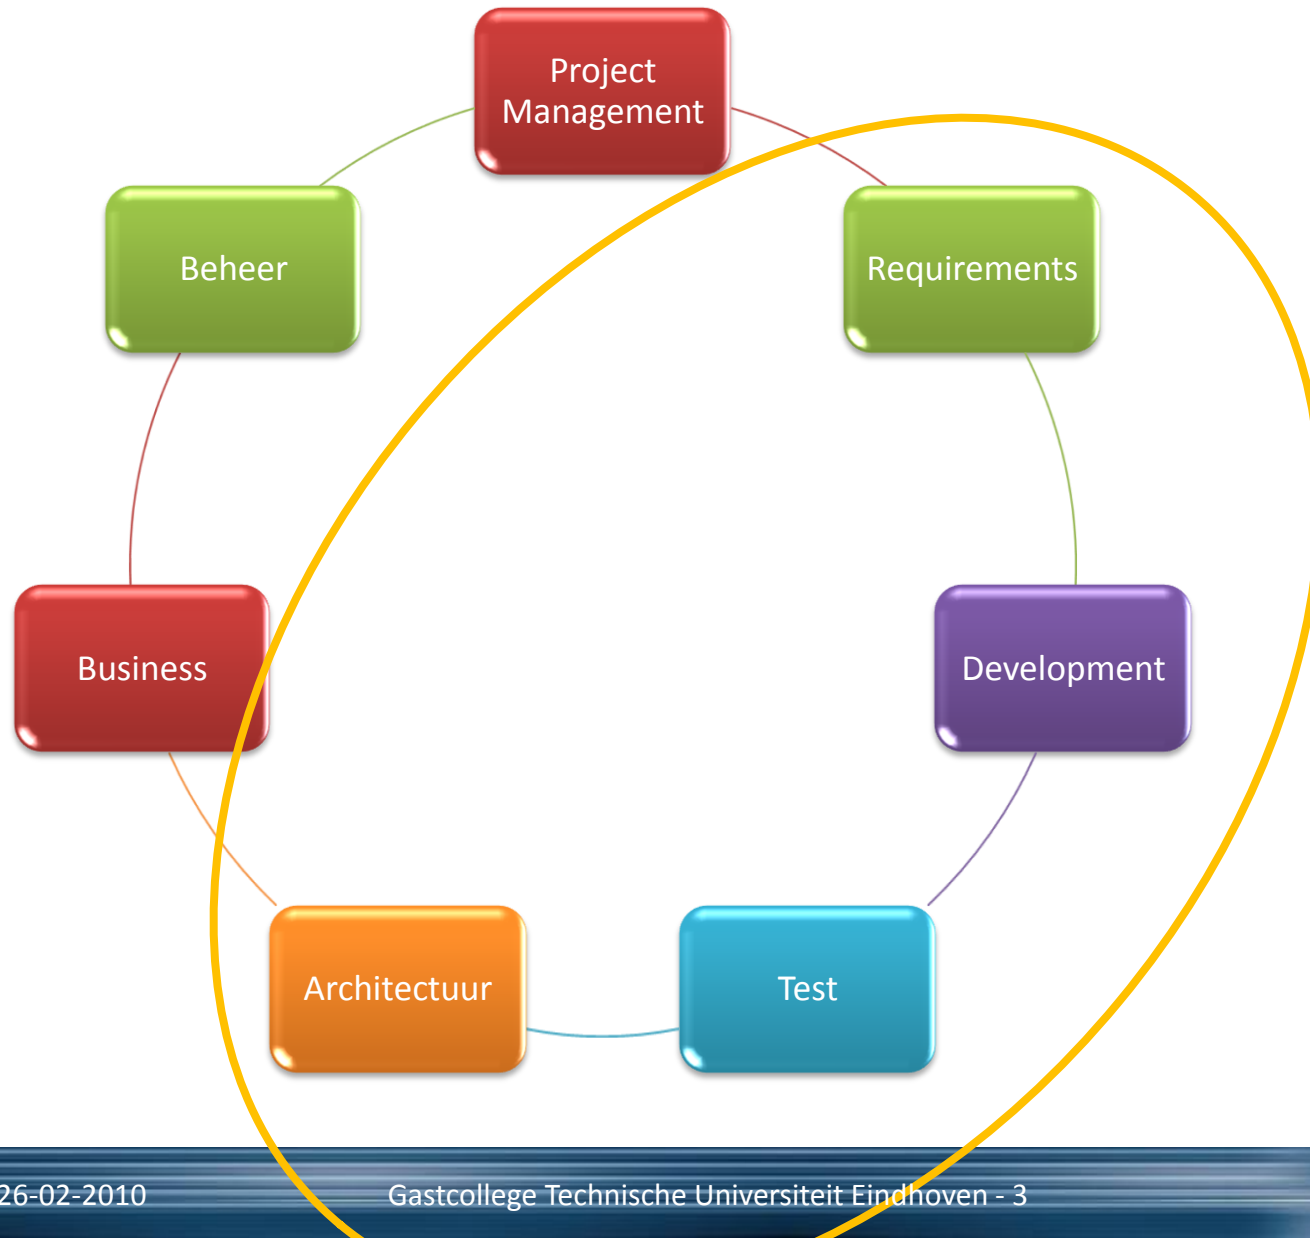 Project
Management
Beheer
Requirements
Business
Development
Architectuur
Test
26-02-2010
Gastcollege Technische Universiteit Eindhoven - 3